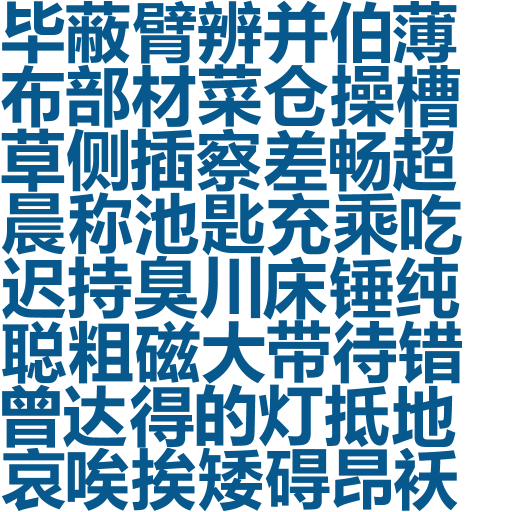 毕蔽臂辨并伯薄
布部材菜仓操槽
草侧插察差畅超
晨称池匙充乘吃
迟持臭川床锤纯
聪粗磁大带待错
曾达得的灯抵地
哀唉挨矮碍昂袄